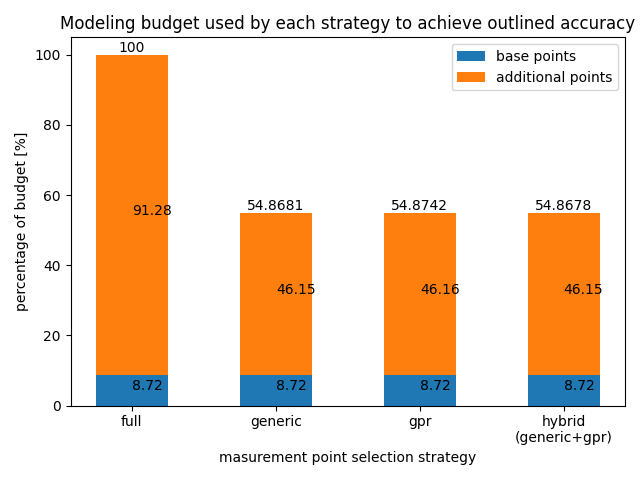 Modeling budget used by each strategy to achieve outlined accuracy
base points
additional points
percentage of budget [%]
100
80
60
40
20
0
100
54.8681
54.8742
54.8678
91.28
46.15
46.16
46.15
8.72
8.72
8.72
8.72
full
generic
gpr
hybrid
(generic+gpr)
masurement point selection strategy